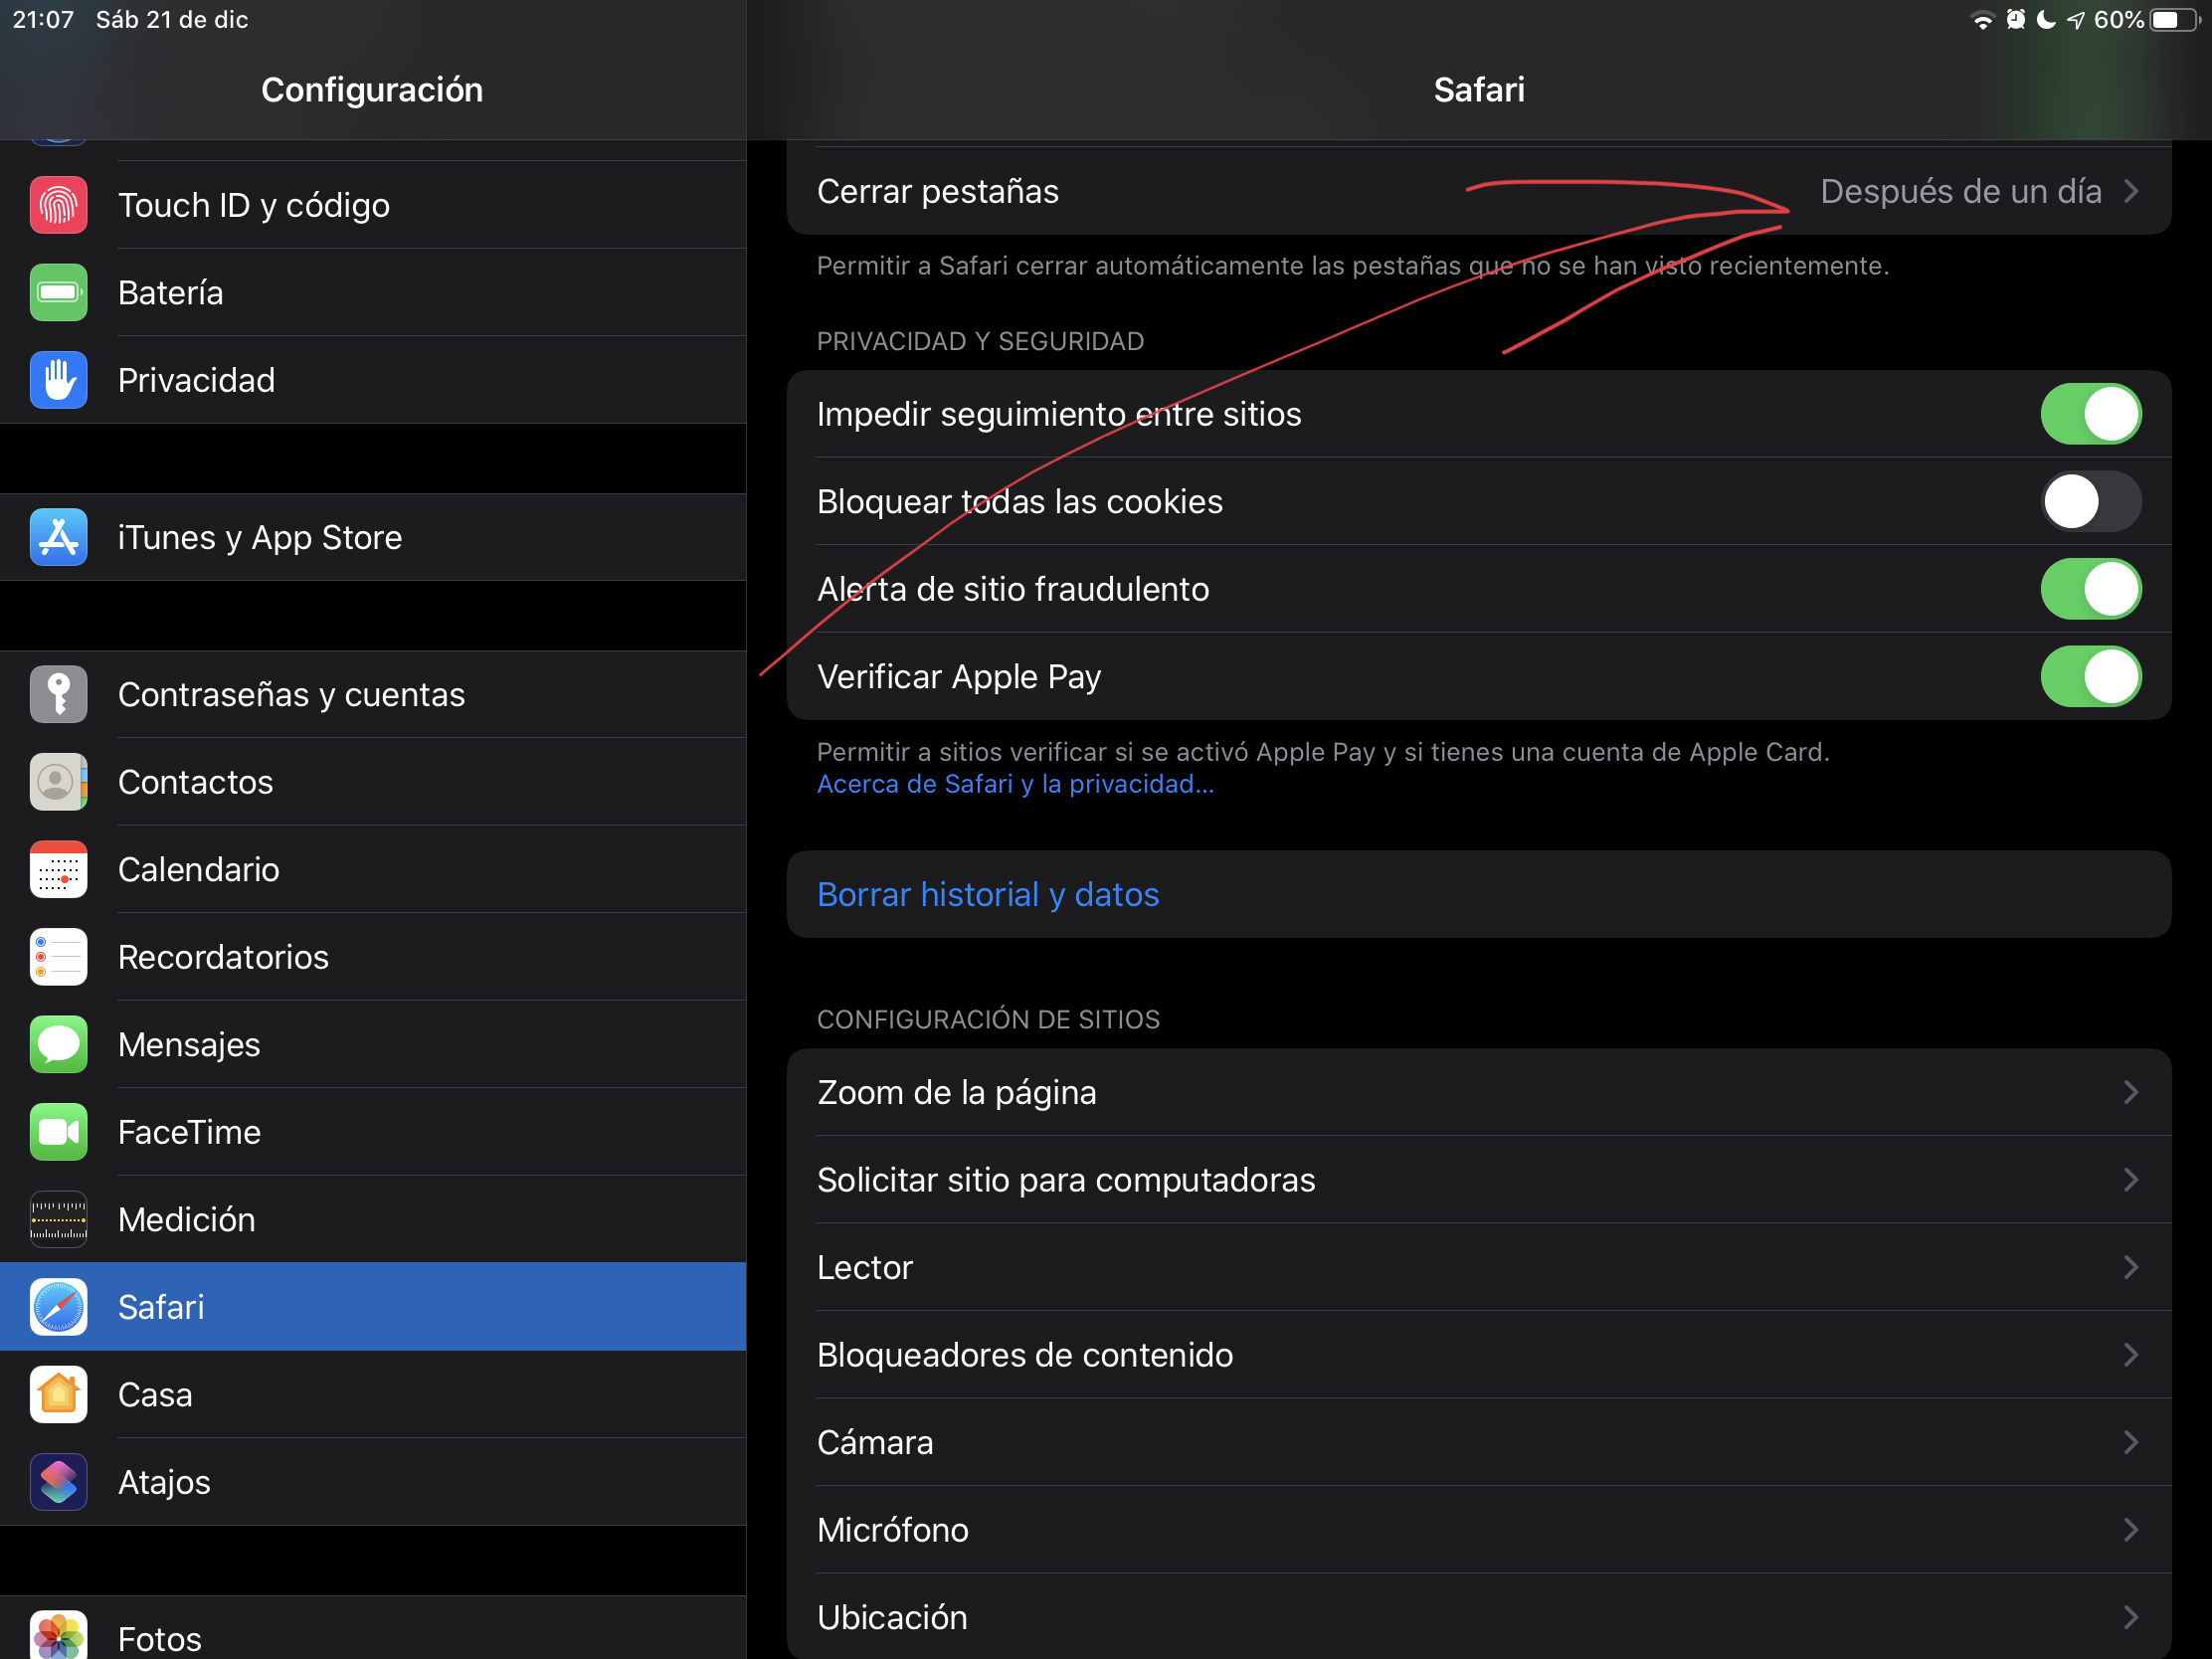 21:07 Sáb 21 de dic
60%
Configuración
Touch ID y código
Batería
Privacidad
iTunes y App Store
Contraseñas y cuentas
Contactos
Calendario
Recordatorios
Mensajes
FaceTime
Medición
Safari
Casa
Atajos
Fotos
Safari
Cerrar pestañas Después de un día
Permitir a Safari cerrar automáticamente las pestañas que no se han visto recientemente.
PRIVACIDAD Y SEGURIDAD
Impedir seguimiento entre sitios
Bloquear todas las cookies
Alerta de sitio fraudulento
Verificar Apple Pay
Permitir a sitios verificar si se activó Apple Pay y si tienes una cuenta de Apple Card.
Acerca de Safari y la privacidad...
Borrar historial y datos
CONFIGURACIÓN DE SITIOS
Zoom de la página
Solicitar sitio para computadoras
Lector
Bloqueadores de contenido
Cámara
Micrófono
Ubicación